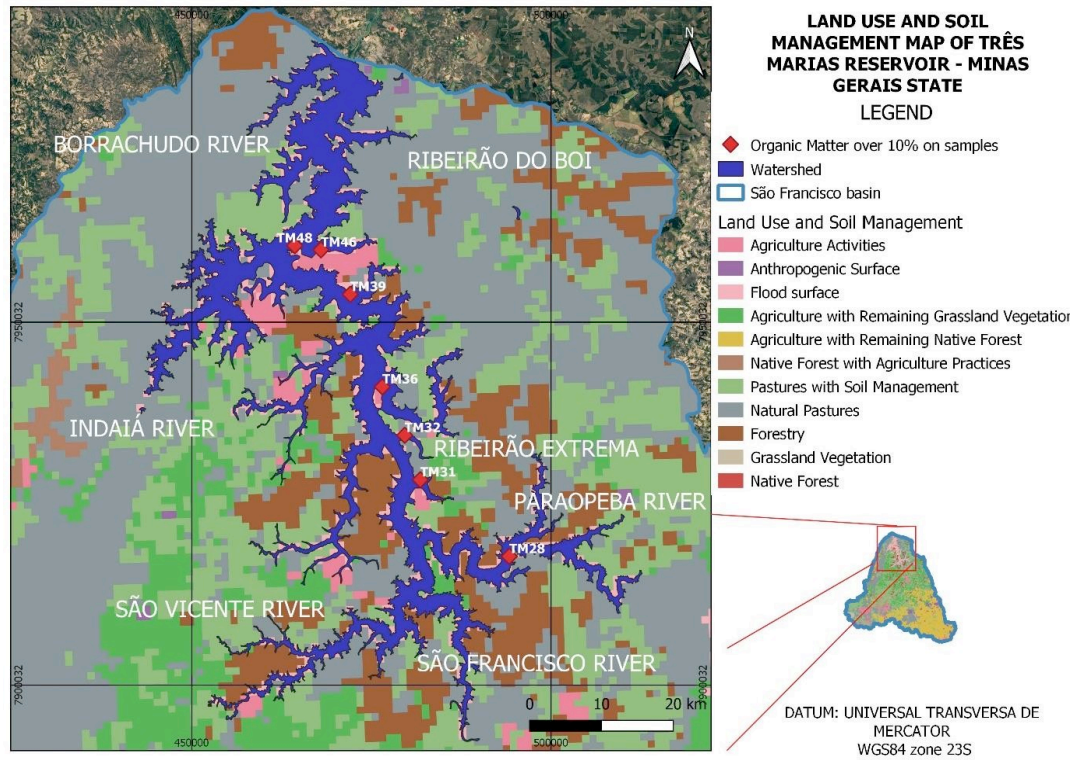 450000
500000
N
BORRACHUDO RIVER
RIBEIRÃO DO BOI
TM48
TM46
TM39
7950032
7950032
TM36
INDAIÁ RIVER
TM32
RIBEIRÃO EXTREMA
TM31
PARAOPEBA RIVER
TM28
SÃO VICENTE RIVER
SÃO FRANCISCO RIVER
7900032
7900032
0 10 20 km
450000
500000
LAND USE AND SOIL
MANAGEMENT MAP OF TRÊS
MARIAS RESERVOIR - MINAS
GERAIS STATE
LEGEND
Organic Matter over 10% on samples
Watershed
São Francisco basin
Land Use and Soil Management
Agriculture Activities
Anthropogenic Surface
Flood surface
Agriculture with Remaining Grassland Vegetation
Agriculture with Remaining Native Forest
Native Forest with Agriculture Practices
Pastures with Soil Management
Natural Pastures
Forestry
Grassland Vegetation
Native Forest
DATUM: UNIVERSAL TRANSVERSA DE
MERCATOR
WGS84 zone 23S